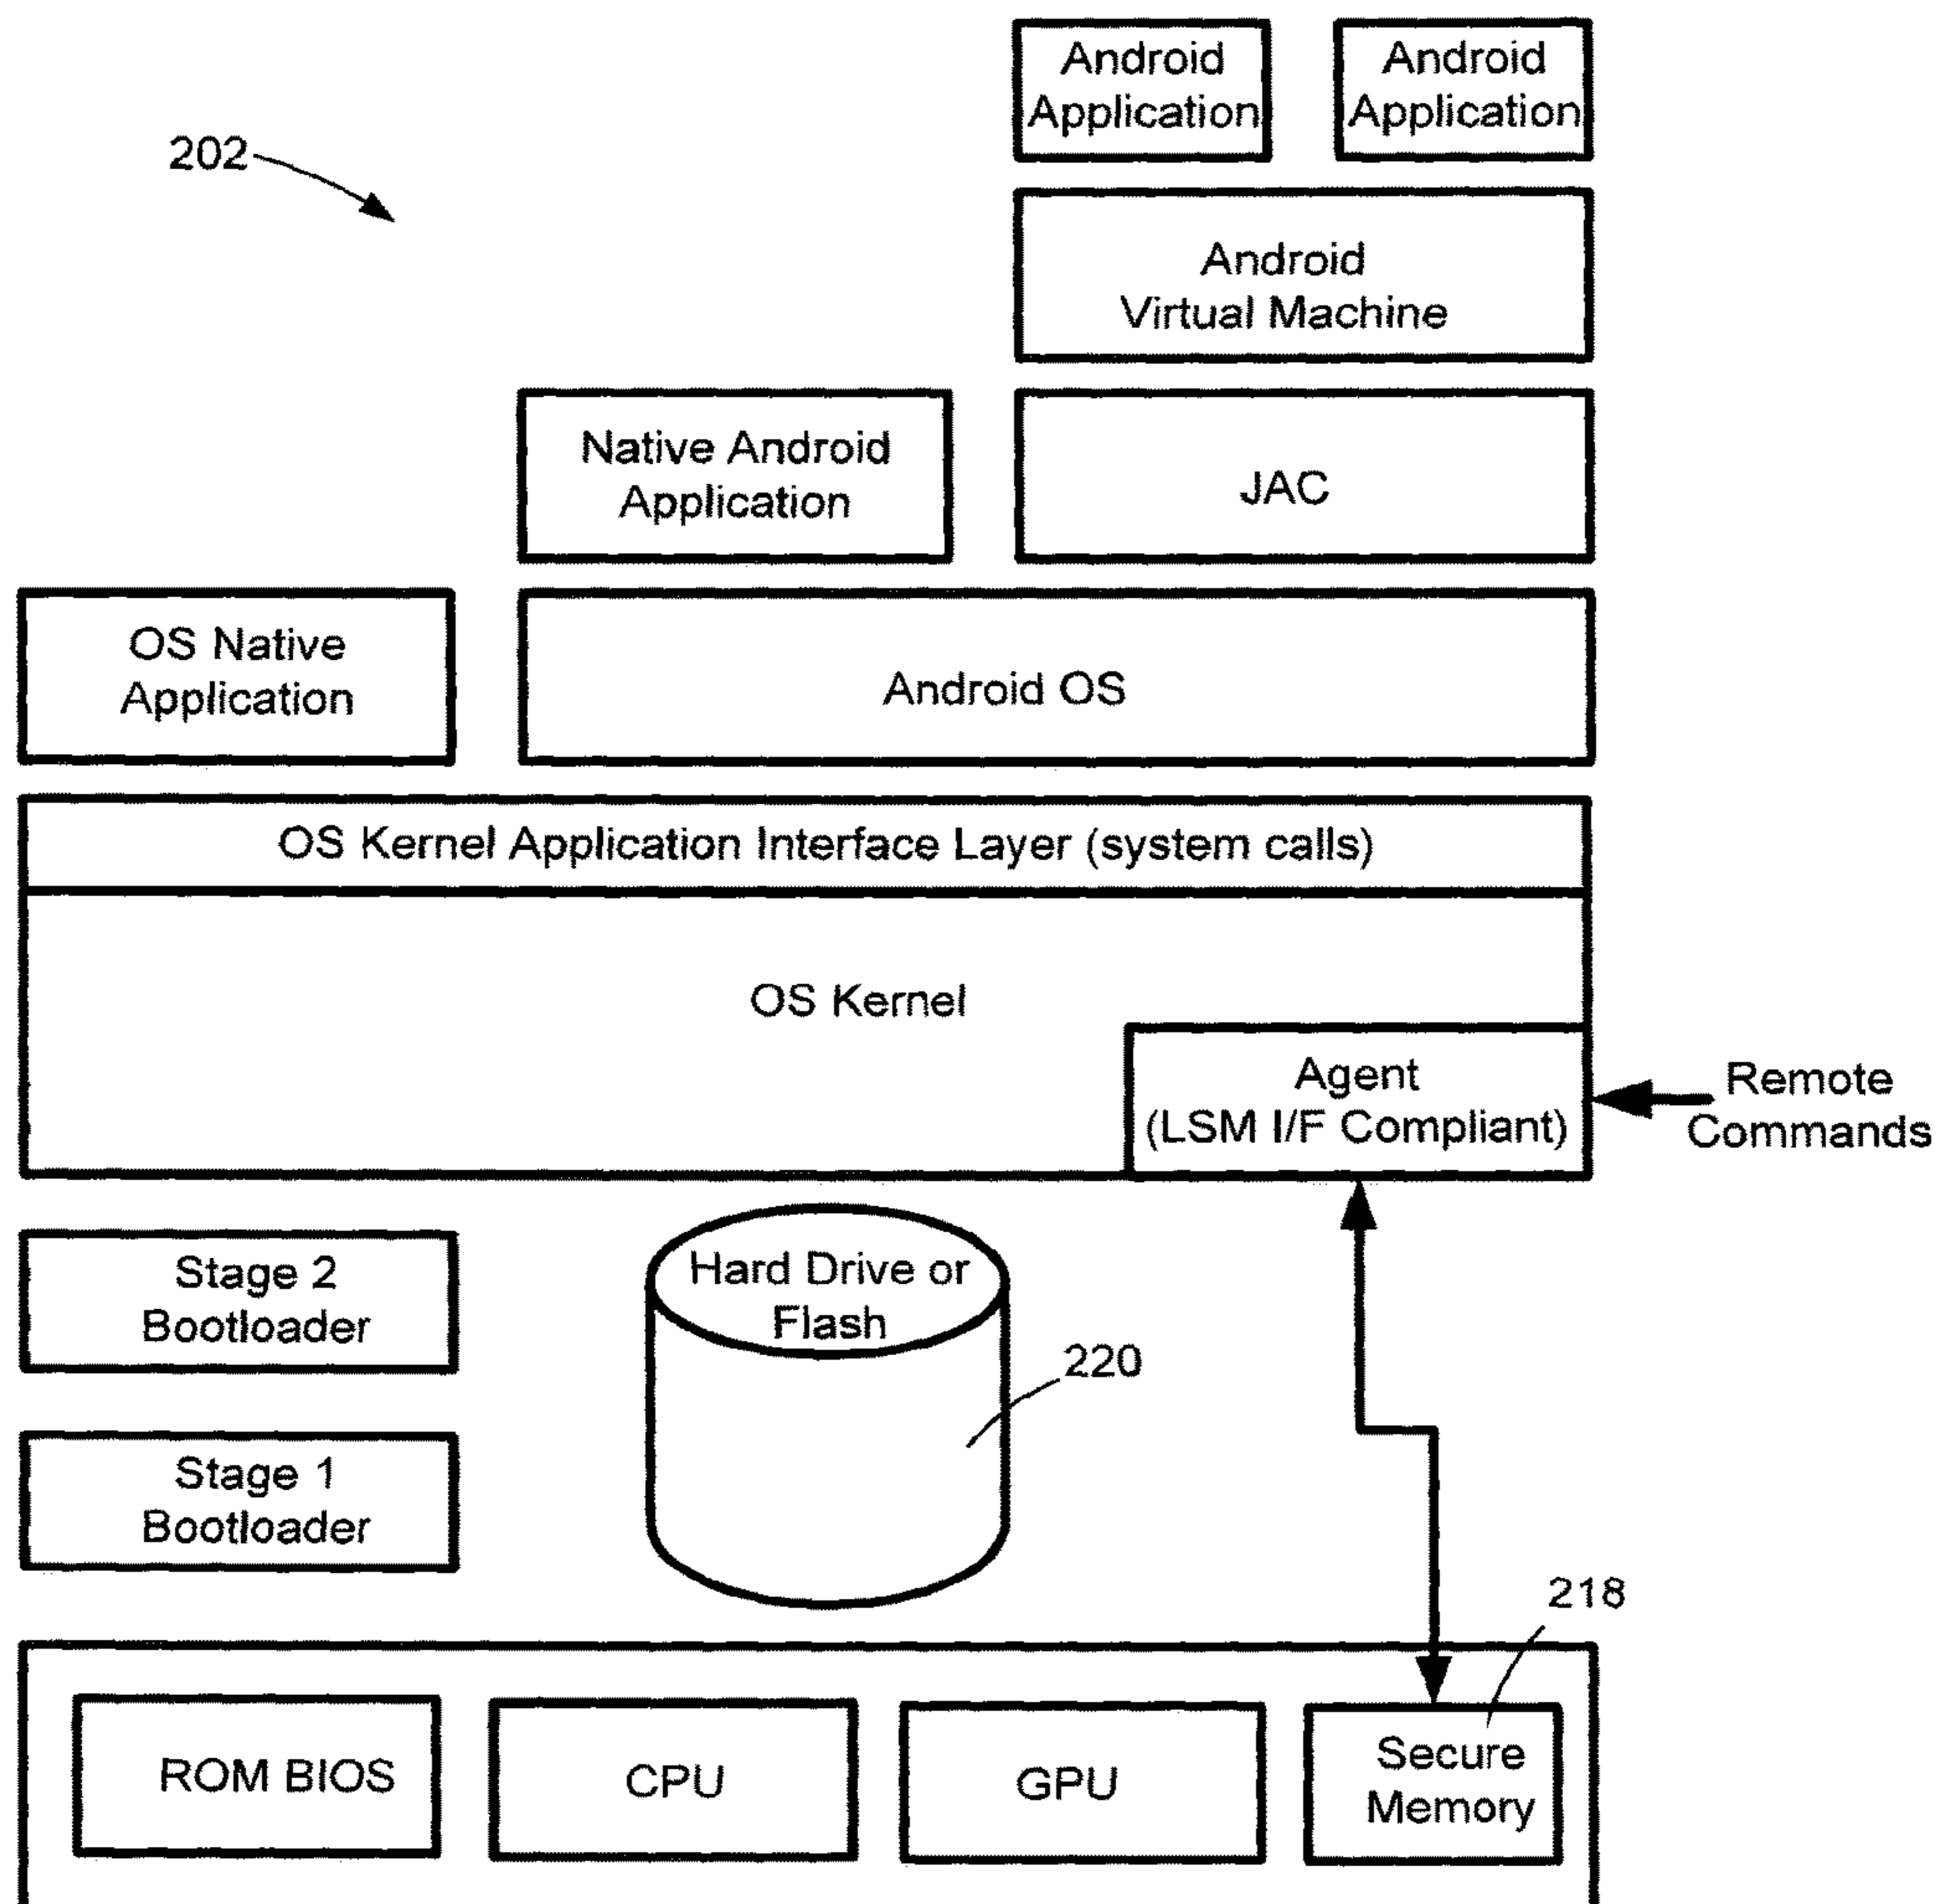 Android
Application
Android
Application
202
Android
Virtual Machine
Native Android
Application
JAC
OS Native
Application
Android OS
OS Kernel Application Interface Layer (system calls)
OS Kernel
Agent
(LSM I/F Compliant)
Remote
Commands
Stage 2
Bootloader
Hard Drive or
Flash
220
Stage 1
Bootloader
218
ROM BIOS
CPU
GPU
Secure
Memory